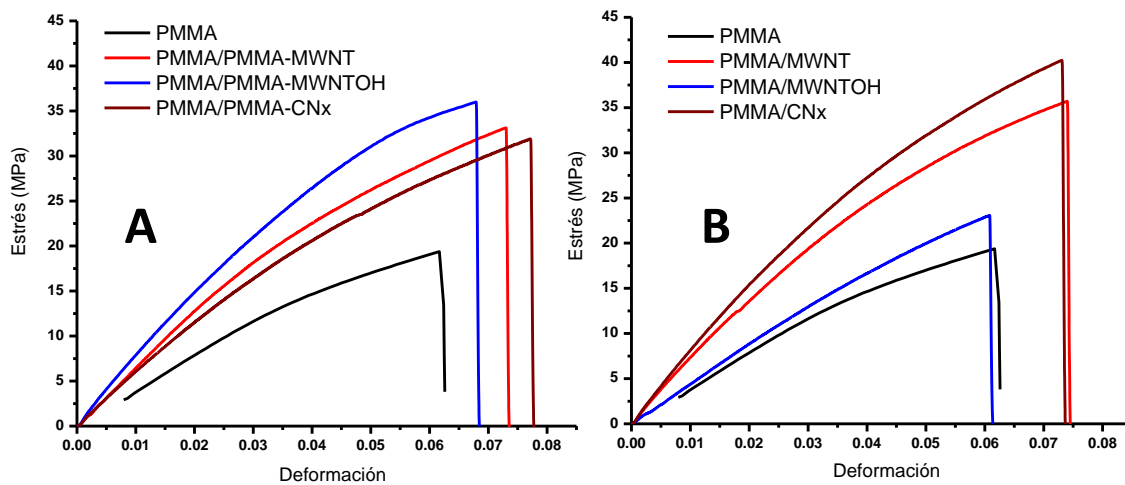 PMMA
PMMA/PMMA-MWNT
PMMA/PMMA-MWNTOH
PMMA/PMMA-CNx
A
Estrés (MPa)
45
40
35
30
25
20
15
10
5
0
0.00 0.01 0.02 0.03 0.04 0.05 0.06 0.07 0.08
Deformación
PMMA
PMMA/MWNT
PMMA/MWNTOH
PMMA/CNx
B
Estrés (MPa)
45
40
35
30
25
20
15
10
5
0
0.00 0.01 0.02 0.03 0.04 0.05 0.06 0.07 0.08
Deformación